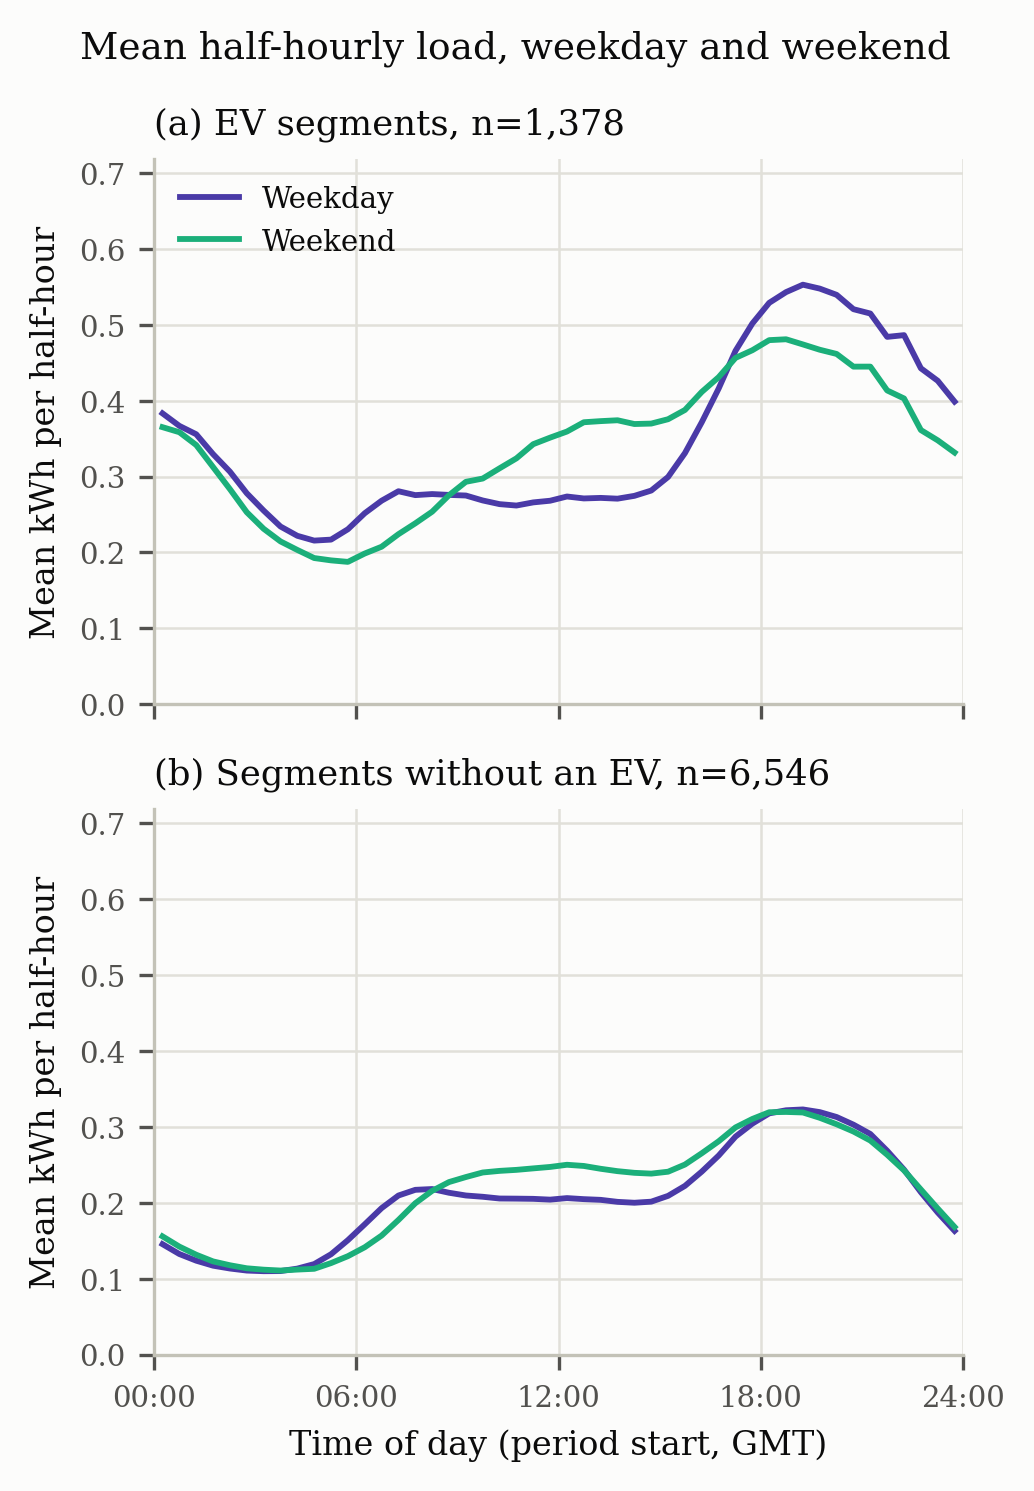 Mean half-hourly load, weekday and weekend
(a) EV segments, n=1,378
Mean kWh per half-hour
0.7
0.6
0.5
0.4
0.3
0.2
0.1
0.0
Weekday
Weekend
(b) Segments without an EV, n=6,546
Mean kWh per half-hour
0.7
0.6
0.5
0.4
0.3
0.2
0.1
0.0
00:00 06:00 12:00 18:00 24:00
Time of day (period start, GMT)